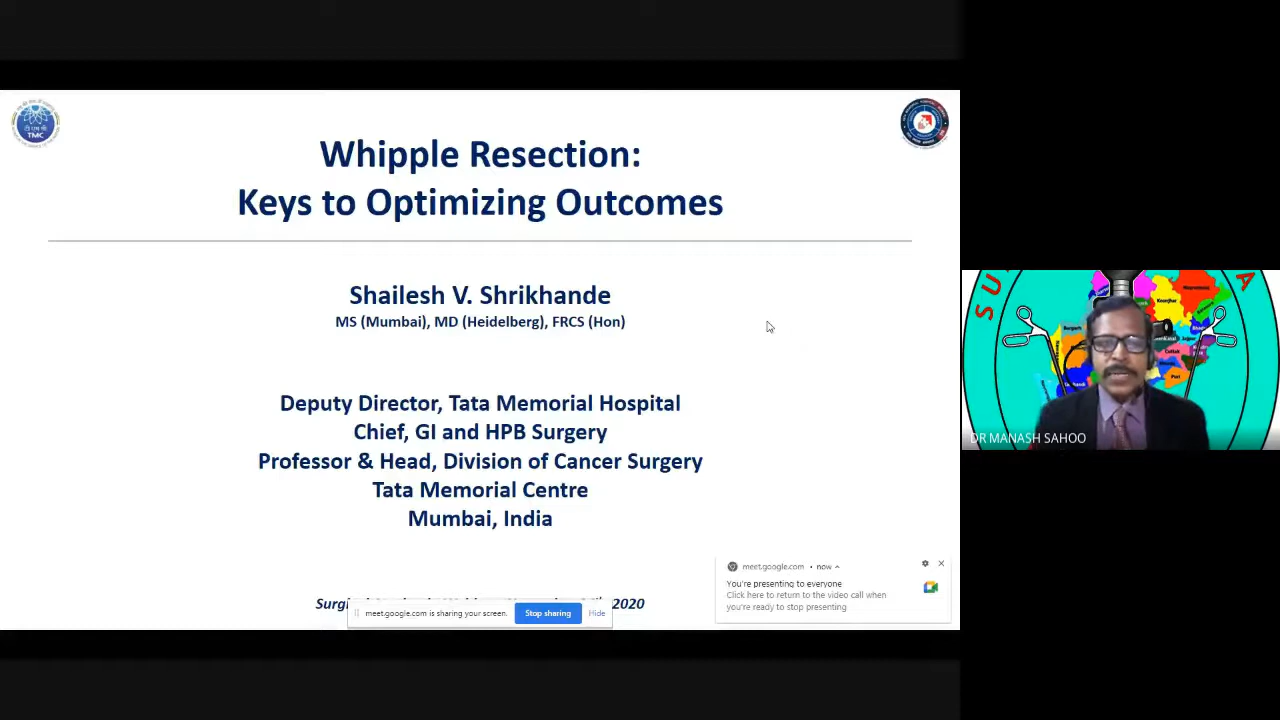 TMC
Whipple Resection:
Keys to Optimizing Outcomes
Shailesh V. Shrikhande
MS (Mumbai), MD (Heidelberg), FRCS (Hon)
Deputy Director, Tata Memorial Hospital
Chief, GI and HPB Surgery
Professor & Head, Division of Cancer Surgery
Tata Memorial Centre
Mumbai, India
2020
meet.google.com is sharing your screen.
Stop sharing
Hide
meet.google.com • now
You're presenting to everyone
Click here to return to the video call when
you're ready to stop presenting.
S U
A
DR MANASH SAHOO